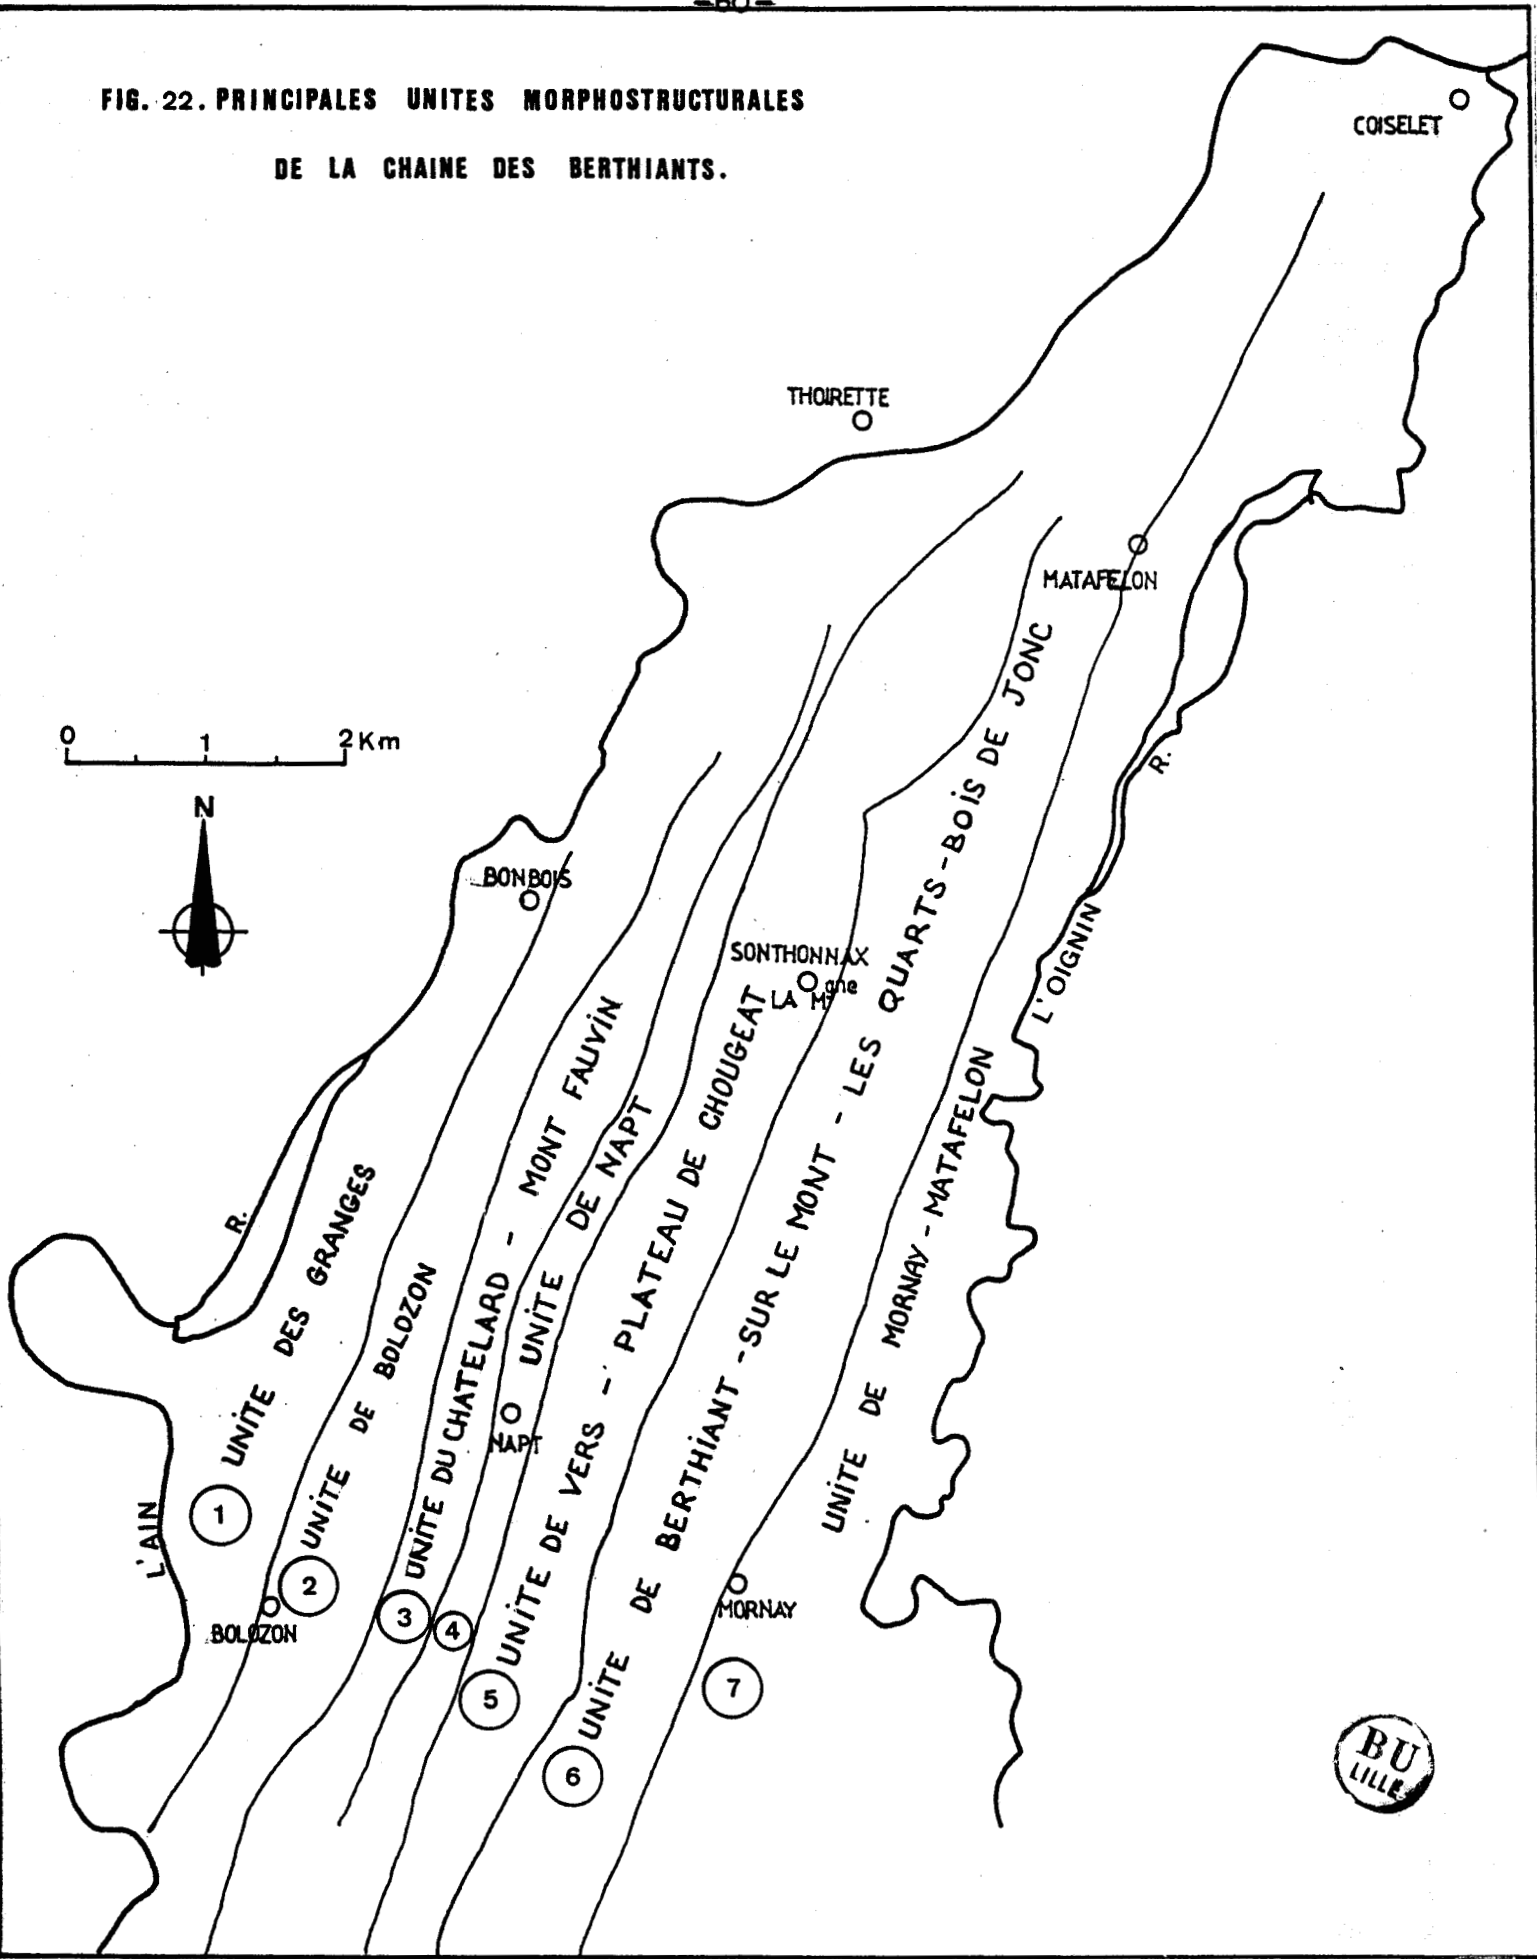 -60-
FIG. 22. PRINCIPALES UNITES MORPHOSTRUCTURALES
DE LA CHAINE DES BERTHIANTS.
COISELET
THOIRETTE
MATAFELON
0 1 2 Km
N
BONBOIS
SONTHONNAX
LA Mgne
R.
L'OIGNIN
R.
L'AIN
1 UNITE DES GRANGES
2 UNITE DE BOLOZON
3 UNITE DU CHATELARD - MONT FAUVIN
4 UNITE DE NAPT
5 UNITE DE VERS - PLATEAU DE CHOUGEAT
6 UNITE DE BERTHIANT - SUR LE MONT - LES QUARTS - BOIS DE JONC
7 UNITE DE MORNAY - MATAFELON
NAPT
BOLOZON
MORNAY
BU
LILLE